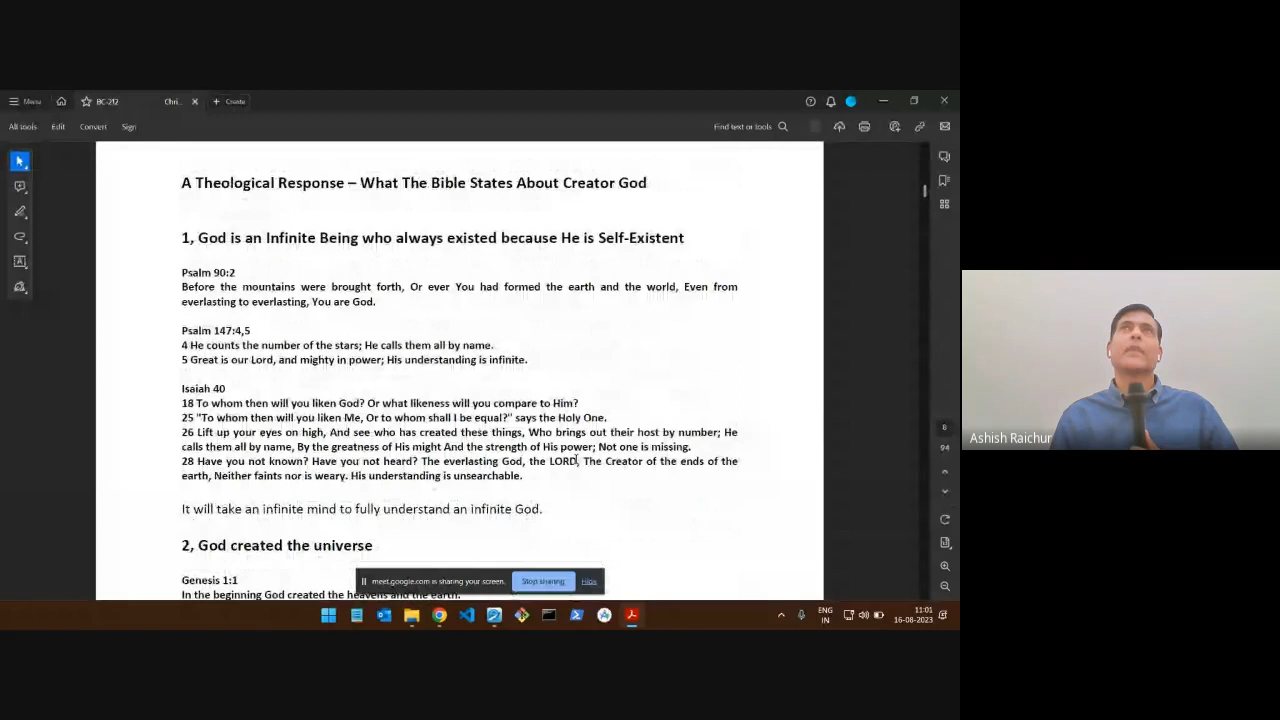 Menu
BC-212
Chri...
Create
All tools
Edit
Convert
Sign
Find text or tools
A Theological Response – What The Bible States About Creator God
1, God is an Infinite Being who always existed because He is Self-Existent
Psalm 90:2
Before the mountains were brought forth, Or ever You had formed the earth and the world, Even from
everlasting to everlasting, You are God.
Psalm 147:4,5
4 He counts the number of the stars; He calls them all by name.
5 Great is our Lord, and mighty in power; His understanding is infinite.
Isaiah 40
18 To whom then will you liken God? Or what likeness will you compare to Him?
25 "To whom then will you liken Me, Or to whom shall I be equal?" says the Holy One.
26 Lift up your eyes on high, And see who has created these things, Who brings out their host by number; He
calls them all by name, By the greatness of His might And the strength of His power; Not one is missing.
28 Have you not known? Have you not heard? The everlasting God, the LORD, The Creator of the ends of the
earth, Neither faints nor is weary. His understanding is unsearchable.
It will take an infinite mind to fully understand an infinite God.
2, God created the universe
Genesis 1:1
In the beginning God created the heavens and the earth.
meet.google.com is sharing your screen.
Stop sharing
Hide
8
94
ENG
IN
11:01
16-08-2023
Ashish Raichur